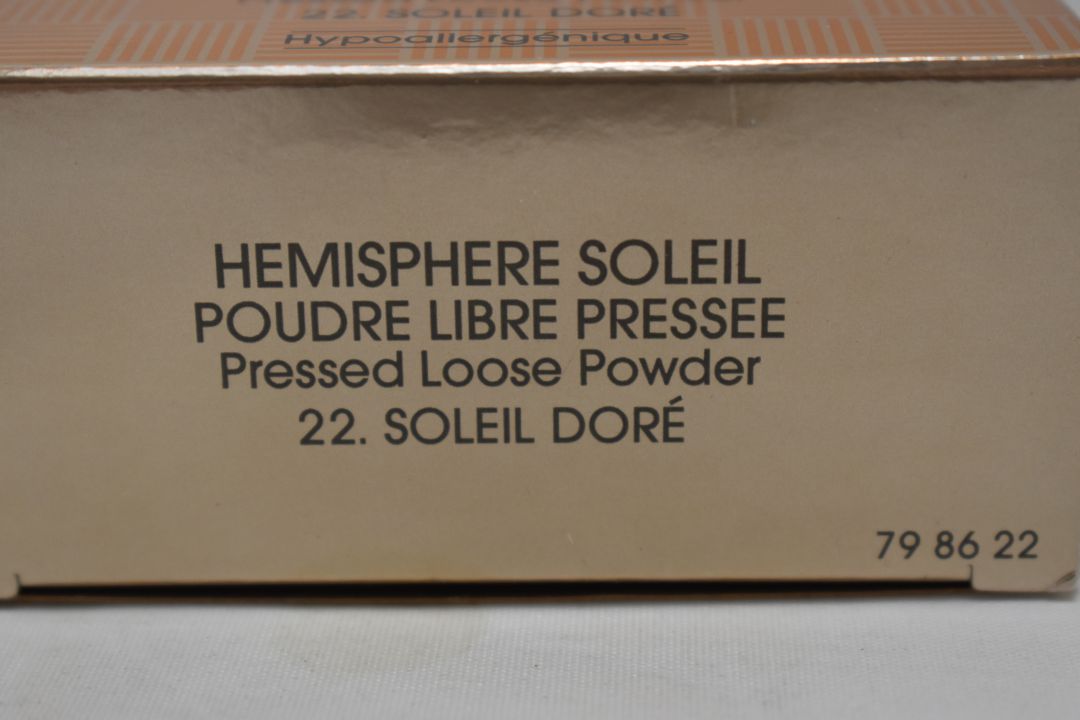 22. SOLEIL DORÉ
Hypoallergénique
HEMISPHERE SOLEIL
POUDRE LIBRE PRESSEE
Pressed Loose Powder
22. SOLEIL DORÉ
79 86 22